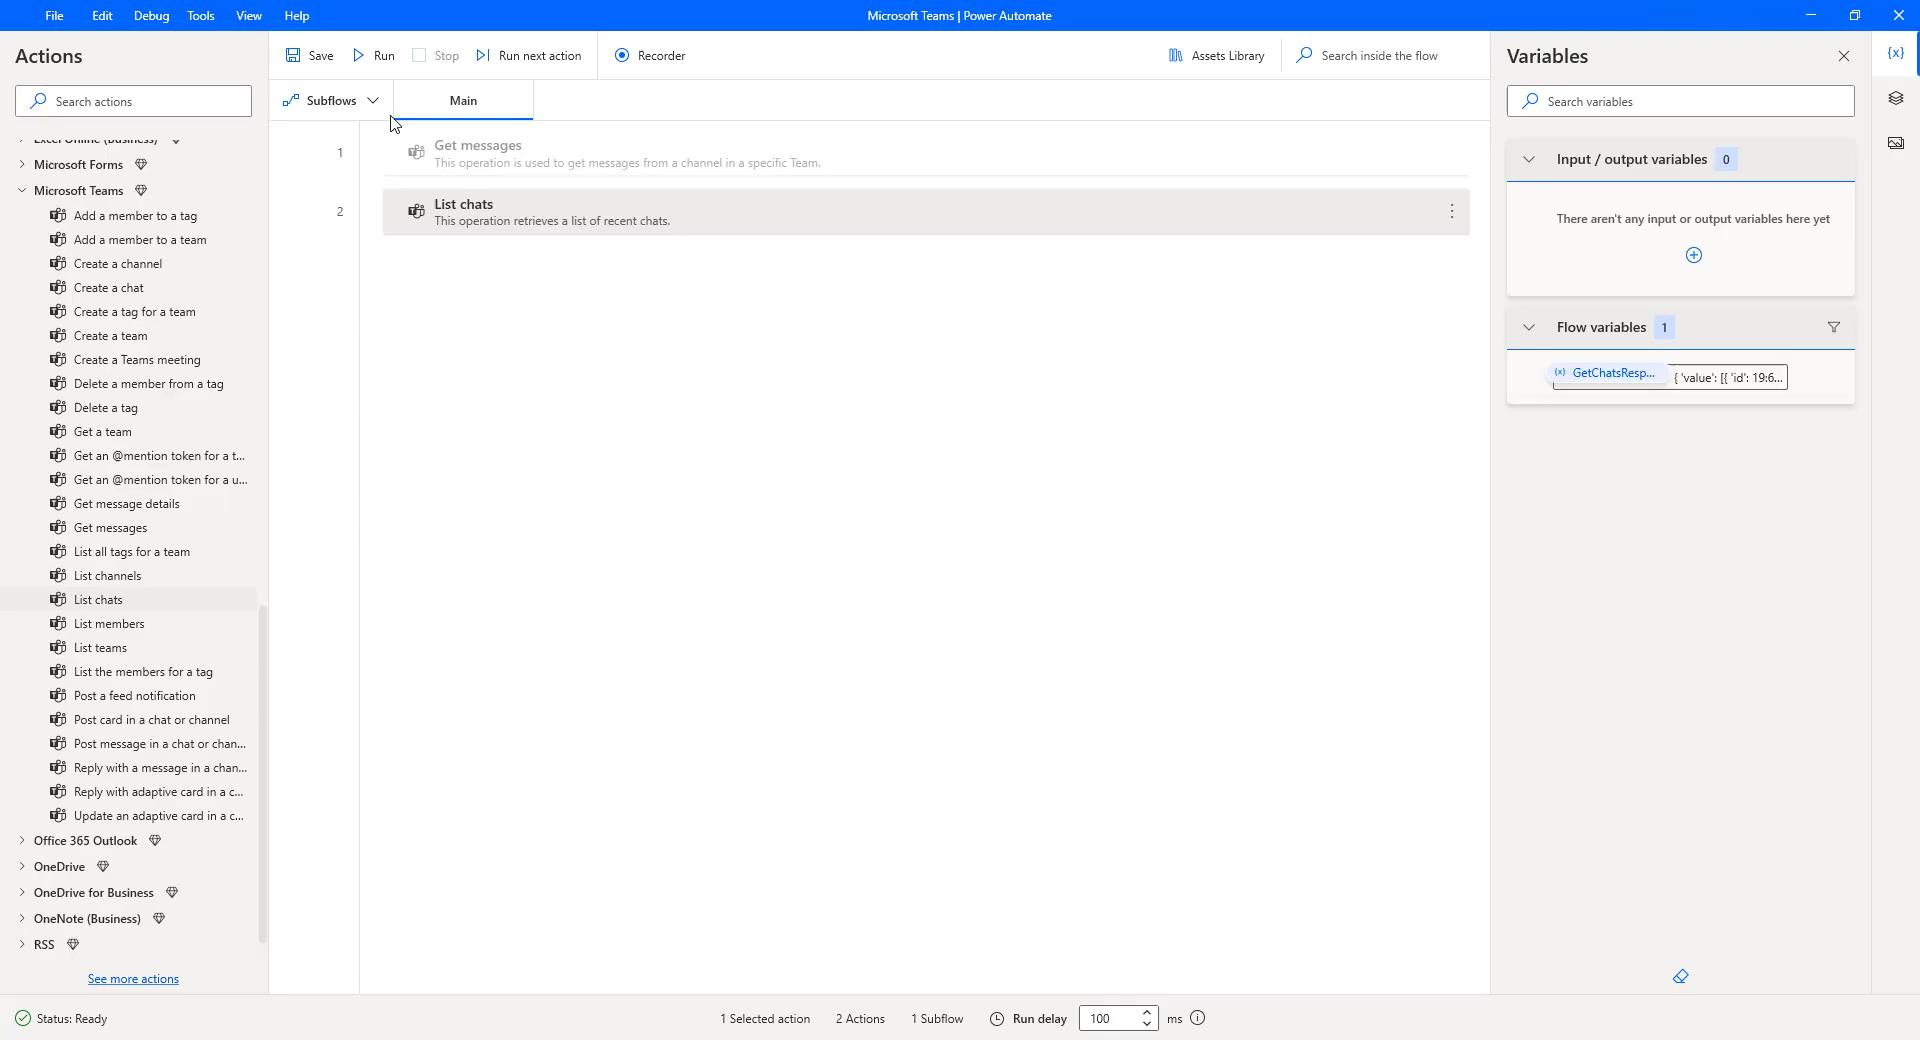 File Edit Debug Tools View Help
Microsoft Teams | Power Automate
Actions
Search actions
Excel Online (Business)
Microsoft Forms
Microsoft Teams
Add a member to a tag
Add a member to a team
Create a channel
Create a chat
Create a tag for a team
Create a team
Create a Teams meeting
Delete a member from a tag
Delete a tag
Get a team
Get an @mention token for a t...
Get an @mention token for a u...
Get message details
Get messages
List all tags for a team
List channels
List chats
List members
List teams
List the members for a tag
Post a feed notification
Post card in a chat or channel
Post message in a chat or chan...
Reply with a message in a chan...
Reply with adaptive card in a c...
Update an adaptive card in a c...
Office 365 Outlook
OneDrive
OneDrive for Business
OneNote (Business)
RSS
See more actions
Save Run Stop Run next action Recorder
Assets Library Search inside the flow
Subflows Main
1 Get messages
This operation is used to get messages from a channel in a specific Team.
2 List chats
This operation retrieves a list of recent chats.
Variables
{x}
Search variables
Input / output variables 0
There aren't any input or output variables here yet
Flow variables 1
(x) GetChatsResp... { 'value': [{ 'id': 19:6...
Status: Ready
1 Selected action 2 Actions 1 Subflow Run delay 100 ms